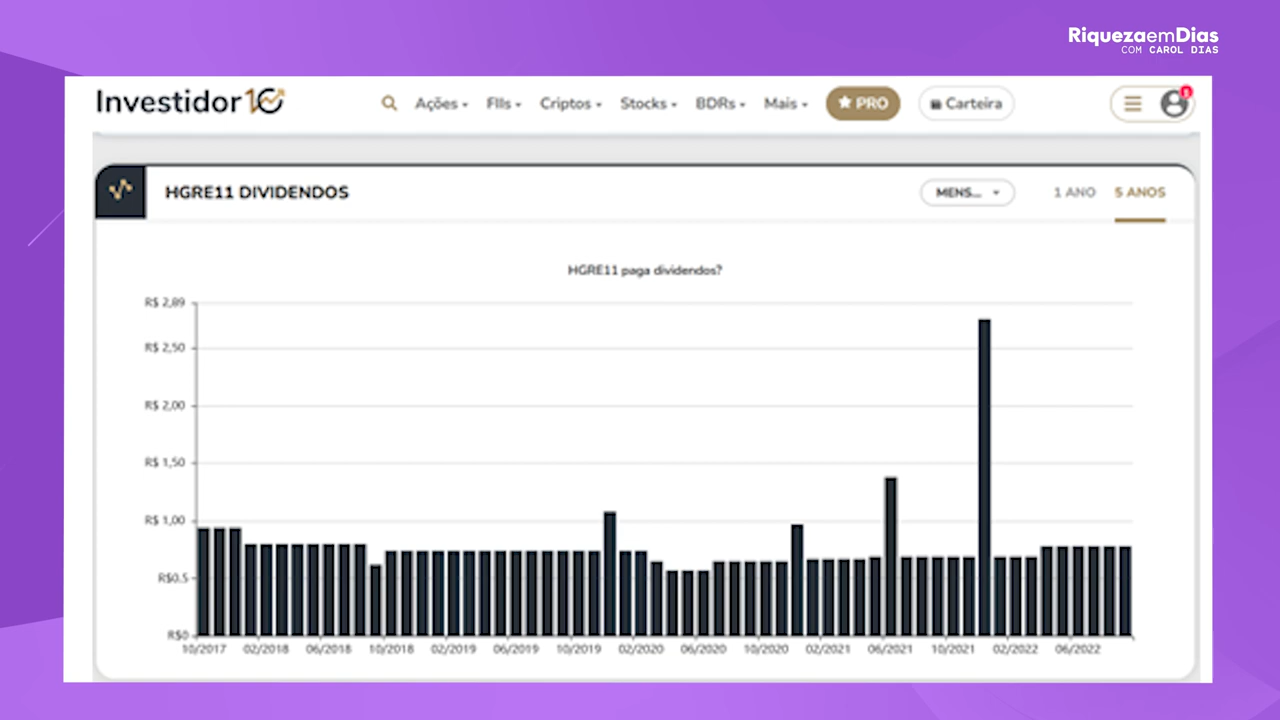 RiquezaemDias
COM CAROL DIAS
Investidor 10
Ações FIIs Criptos Stocks BDRs Mais PRO Carteira
HGRE11 DIVIDENDOS
MENS... 1 ANO 5 ANOS
HGRE11 paga dividendos?
R$ 2,89
R$ 2,50
R$ 2,00
R$ 1,50
R$ 1,00
R$0.5
R$0
10/2017 02/2018 06/2018 10/2018 02/2019 06/2019 10/2019 02/2020 06/2020 10/2020 02/2021 06/2021 10/2021 02/2022 06/2022